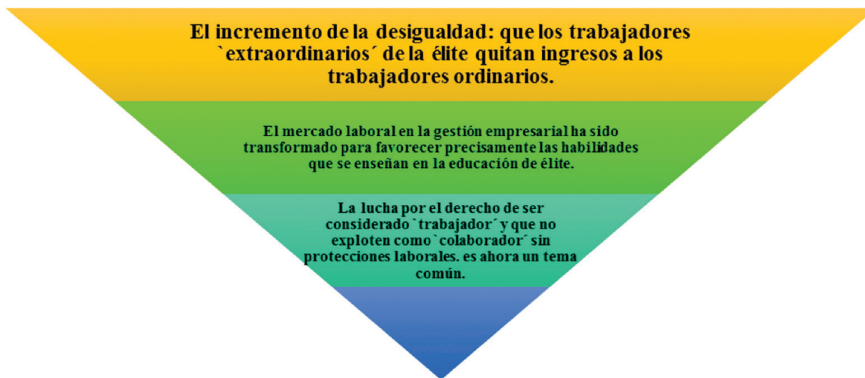 El incremento de la desigualdad: que los trabajadores
`extraordinarios´ de la élite quitan ingresos a los
trabajadores ordinarios.
El mercado laboral en la gestión empresarial ha sido
transformado para favorecer precisamente las habilidades
que se enseñan en la educación de élite.
La lucha por el derecho de ser
considerado `trabajador´ y que no
exploten como `colaborador´ sin
protecciones laborales. es ahora un tema
común.